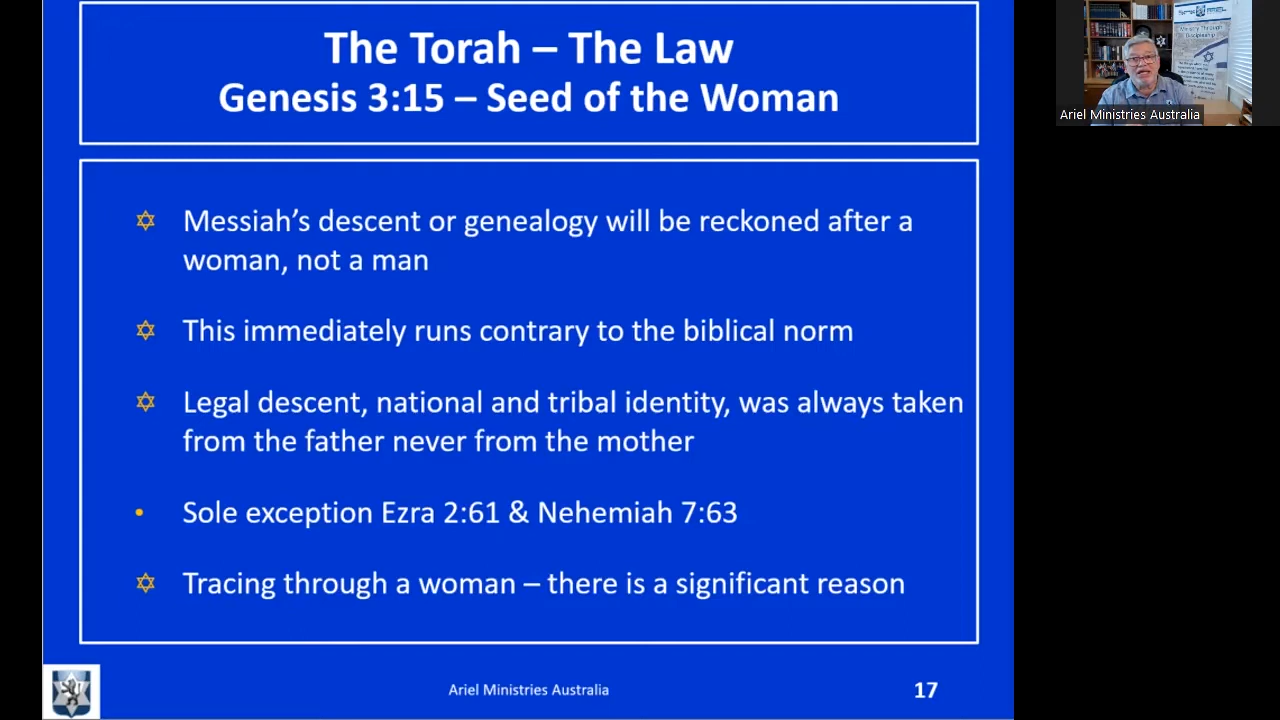 The Torah – The Law
Genesis 3:15 – Seed of the Woman
Messiah’s descent or genealogy will be reckoned after a
woman, not a man
This immediately runs contrary to the biblical norm
Legal descent, national and tribal identity, was always taken
from the father never from the mother
Sole exception Ezra 2:61 & Nehemiah 7:63
Tracing through a woman – there is a significant reason
Ariel Ministries Australia
17
Ariel Ministries Australia